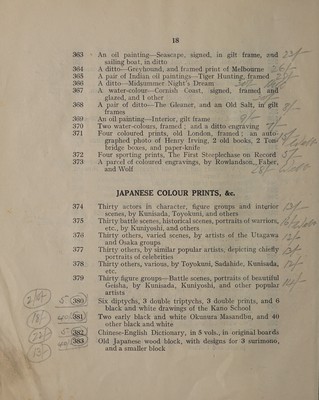 18
363 An oil painting—Seascape, signed, in gilt frame, and
sailing boat, in ditto
364 A ditto—Greyhound, and framed print of Melbourne
365 A pair of Indian oil paintings—Tiger Hunting, framed
366 A ditto—Midsummer Night's Dream
367 A water-colour—Cornish Coast, signed, framed and
glazed, and 1 other
368 A pair of ditto—The Gleaner, and an Old Salt, in gilt
frames
369 An oil painting—Interior, gilt frame
370 Two water-colours, framed; and a ditto engraving
371 Four coloured prints, old London, framed; an auto-
graphed photo of Henry Irving, 2 old books, 2 Ton-
bridge boxes, and paper-knife
372 Four sporting prints, The First Steeplechase on Record
373 A parcel of coloured engravings, by Rowlandson, Faber,
and Wolf
JAPANESE COLOUR PRINTS, &c.
374 Thirty actors in character, figure groups and interior
scenes, by Kunisada, Toyokuni, and others
375 Thirty battle scenes, historical scenes, portraits of warriors,
etc., by Kuniyoshi, and others
376 Thirty others, varied scenes, by artists of the Utagawa
and Osaka groups
377 Thirty others, by similar popular artists, depicting chiefly
portraits of celebrities
378 Thirty others, various, by Toyokuni, Sadahide, Kunisada,
etc.
379 Thirty figure groups—Battle scenes, portraits of beautiful
Geisha, by Kunisada, Kuniyoshi, and other popular
artists
380 Six diptychs, 3 double triptychs, 3 double prints, and 6
black and white drawings of the Kano School
381 Two early black and white Okumura Masanobu, and 40
other black and white
382 Chinese-English Dictionary, in 5 vols., in original boards
383 Old Japanese wood block, with designs for 3 surimono,
and a smaller block